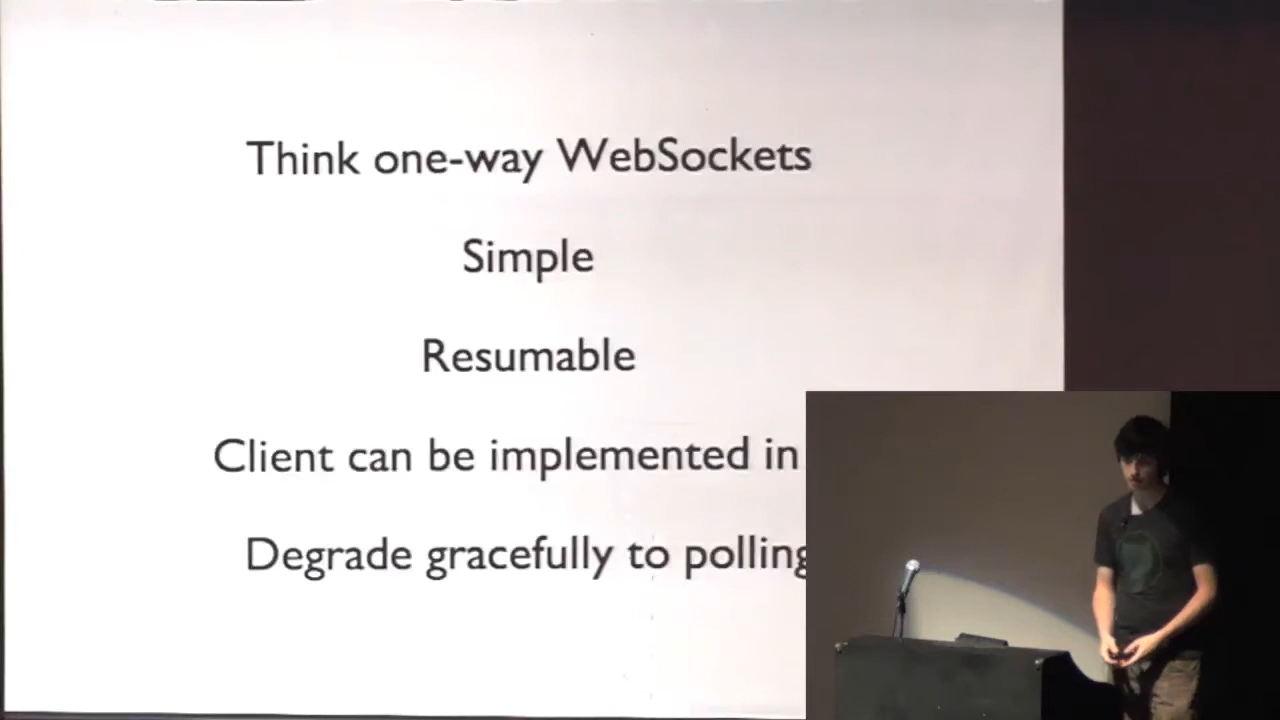 Think one-way WebSockets
Simple
Resumable
Client can be implemented in
Degrade gracefully to polling